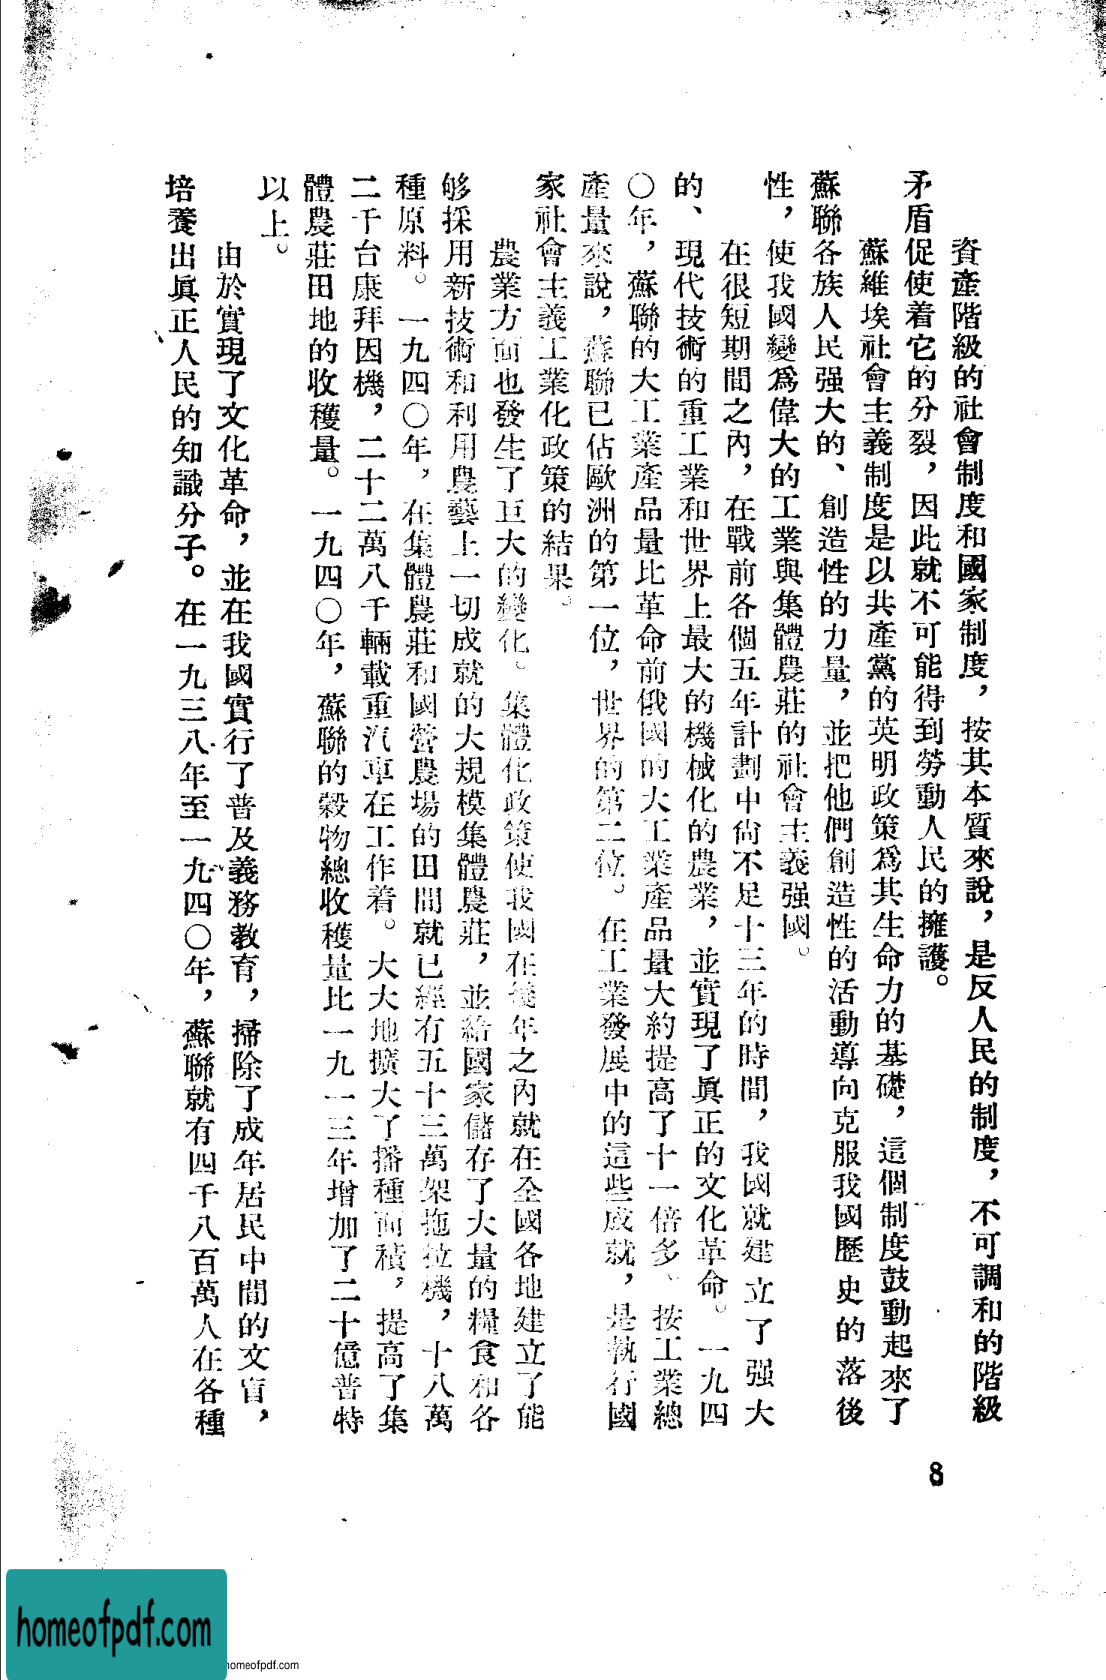 資產階級的社會制度和國家制度，按其本質來說，是反人民的制度，不可調和的階級
矛盾促使着它的分裂，因此就不可能得到勞動人民的擁護。
蘇維埃社會主義制度是以共產黨的英明政策爲其生命力的基礎，這個制度鼓動起來了
蘇聯各族人民强大的、創造性的力量，並把他們創造性的活動導向克服我國歷史的落後
性，使我國變爲偉大的工業與集體農莊的社會主義强國。
在很短期間之內，在戰前各個五年計劃中尙不足十三年的時間，我國就建立了强大
的、現代技術的重工業和世界上最大的機械化的農業，並實現了眞正的文化革命。一九四
〇年，蘇聯的大工業產品量比革命前俄國的大工業產品量大約提高了十一倍多、按工業總
產量來說，蘇聯已佔歐洲的第一位，世界的第二位。在工業發展中的這些成就，是執行國
家社會主義工業化政策的結果。
農業方面也發生了巨大的變化。集體化政策使我國在幾年之內就在全國各地建立了能
够採用新技術和利用農藝上一切成就的大規模集體農莊，並給國家儲存了大量的糧食和各
種原料。一九四〇年，在集體農莊和國營農場的田間就已經有五十三萬架拖拉機，十八萬
二千台康拜因機，二十二萬八千輛載重汽車在工作着。大大地擴大了播種面積，提高了集
體農莊田地的收穫量。一九四〇年，蘇聯的穀物總收穫量比一九一三年增加了二十億普特
以上。
由於實現了文化革命，並在我國實行了普及義務教育，掃除了成年居民中間的文盲，
培養出眞正人民的知識分子。在一九三八年至一九四〇年，蘇聯就有四千八百萬人在各種
8
homeofpdf.com
homeofpdf.com